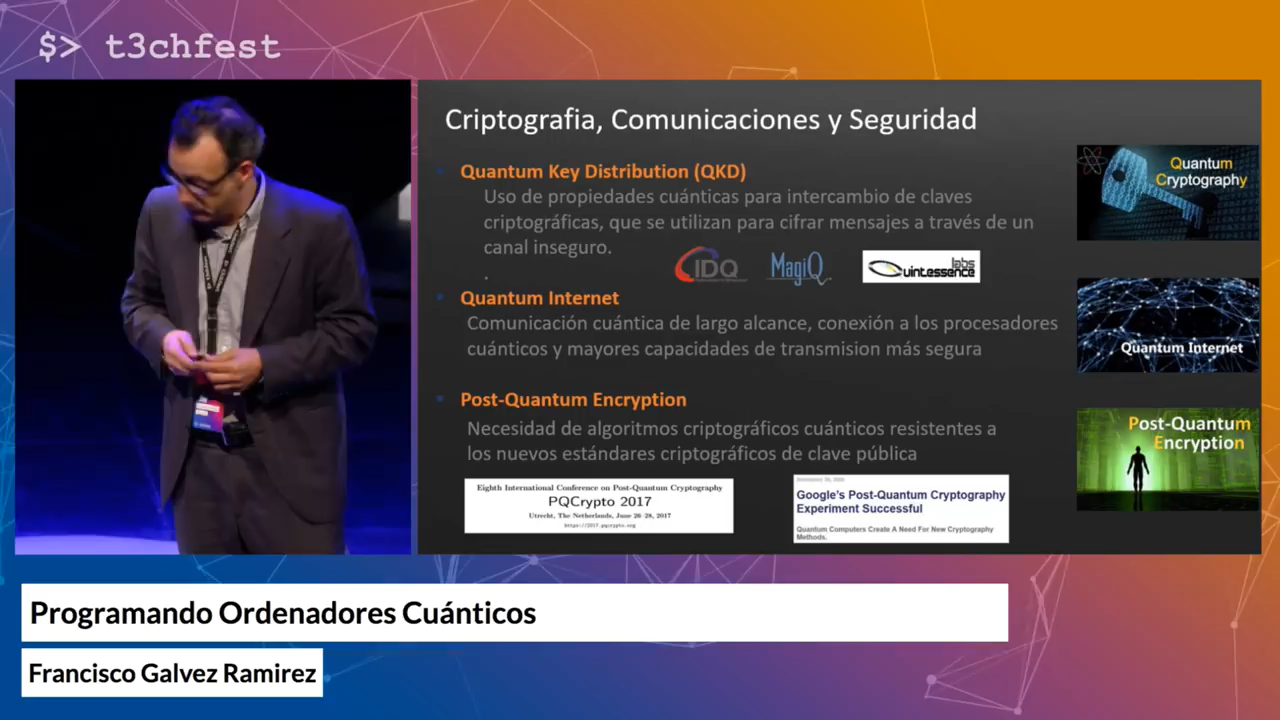 $> t3chfest
Criptografia, Comunicaciones y Seguridad
Quantum Key Distribution (QKD)
Uso de propiedades cuánticas para intercambio de claves
criptográficas, que se utilizan para cifrar mensajes a través de un
canal inseguro.
.
IDQ
MagiQ
Quintessence labs
Quantum Internet
Comunicación cuántica de largo alcance, conexión a los procesadores
cuánticos y mayores capacidades de transmision más segura
Post-Quantum Encryption
Necesidad de algoritmos criptográficos cuánticos resistentes a
los nuevos estándares criptográficos de clave pública
Eighth International Conference on Post-Quantum Cryptography
PQCrypto 2017
Utrecht, The Netherlands, June 26–28, 2017
https://2017.pqcrypto.org
Google's Post-Quantum Cryptography
Experiment Successful
Quantum Computers Create A Need For New Cryptography
Methods.
Quantum
Cryptography
Quantum Internet
Post-Quantum
Encryption
Programando Ordenadores Cuánticos
Francisco Galvez Ramirez